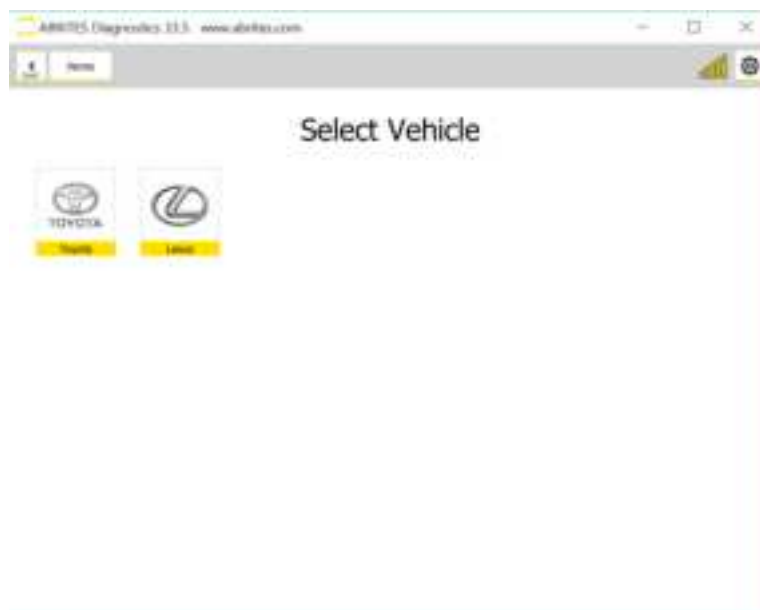 ABRITES Diagnostics 33.5 www.abrites.com
Home
Select Vehicle
TOYOTA
Toyota Lexus